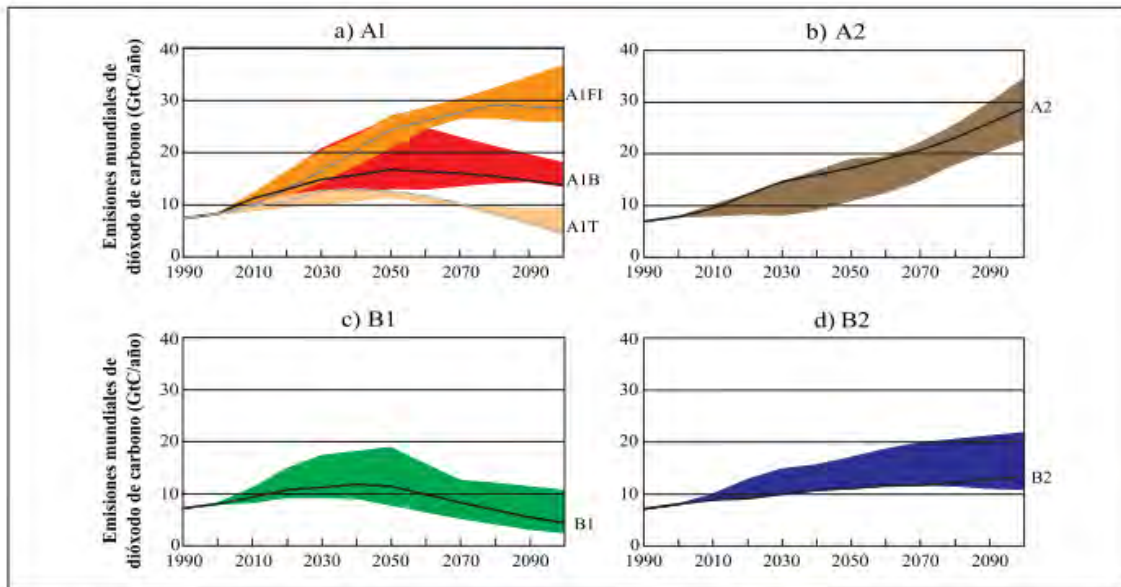 a) A1
Emisiones mundiales de
dióxodo de carbono (GtC/año)
40
30
20
10
0
A1FI
A1B
A1T
1990 2010 2030 2050 2070 2090
b) A2
40
30
20
10
0
A2
1990 2010 2030 2050 2070 2090
c) B1
Emisiones mundiales de
dióxodo de carbono (GtC/año)
40
30
20
10
0
B1
1990 2010 2030 2050 2070 2090
d) B2
40
30
20
10
0
B2
1990 2010 2030 2050 2070 2090